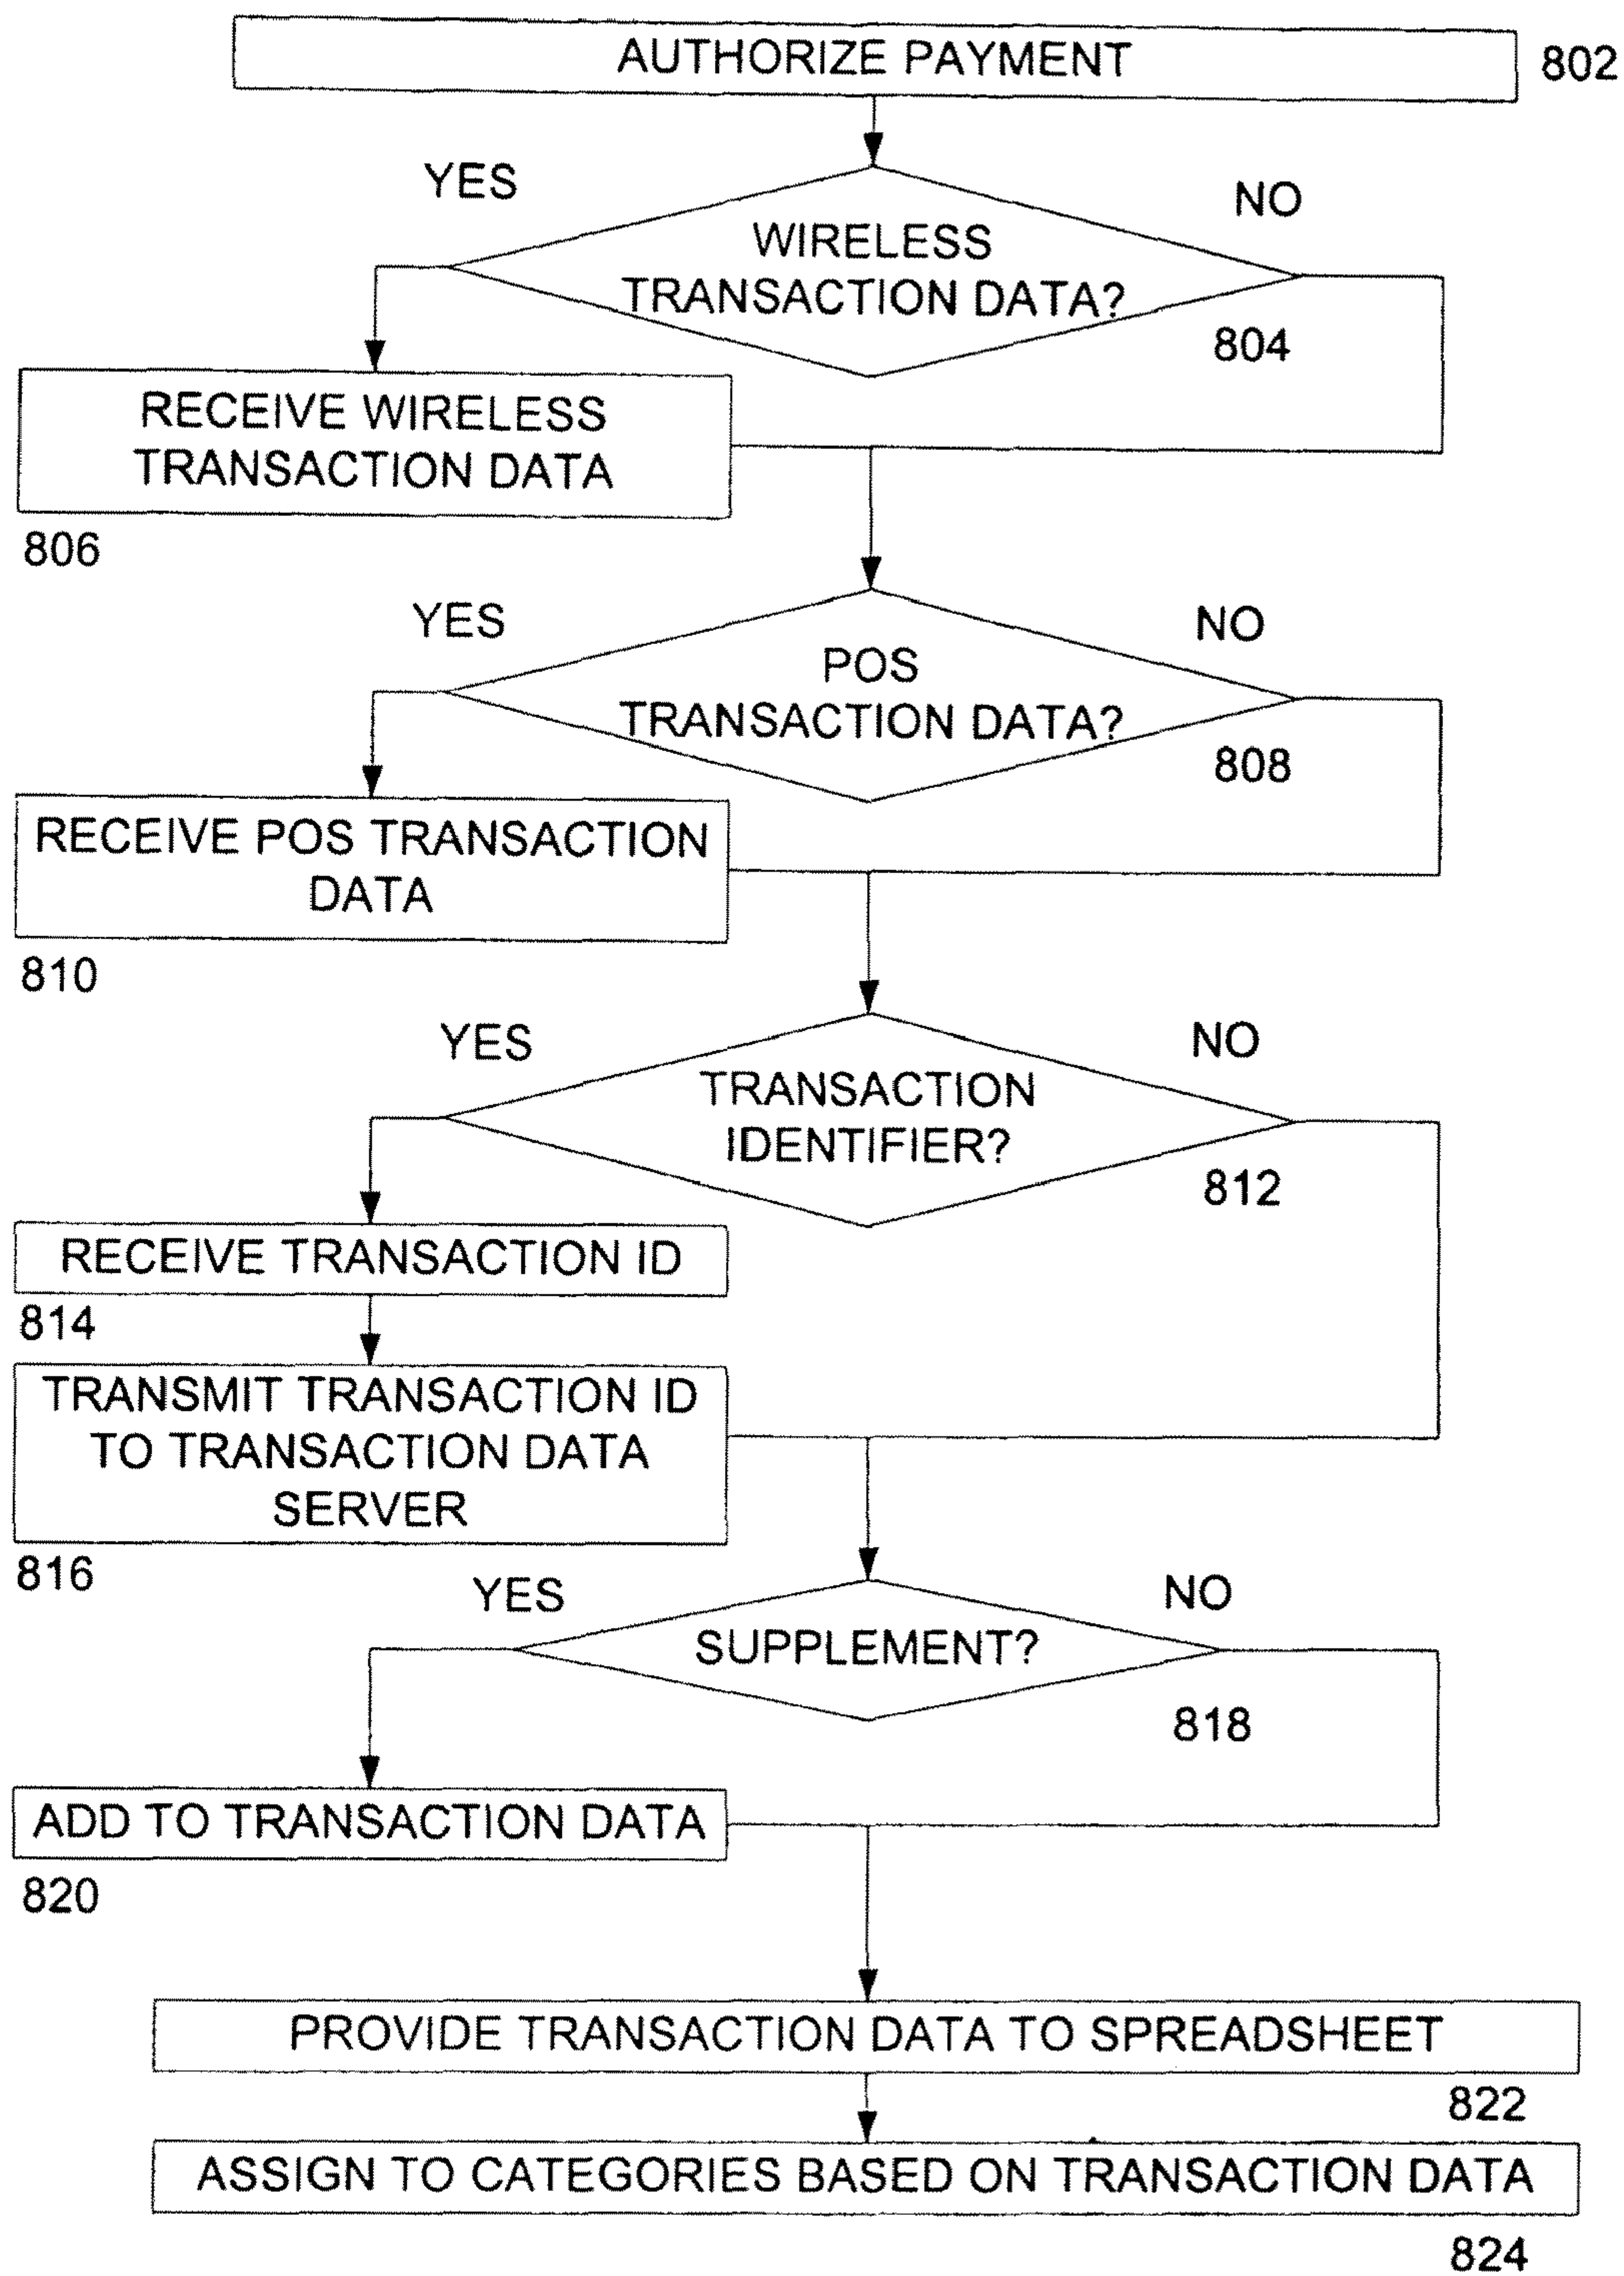 AUTHORIZE PAYMENT
802
YES
NO
WIRELESS
TRANSACTION DATA?
804
RECEIVE WIRELESS
TRANSACTION DATA
806
YES
NO
POS
TRANSACTION DATA?
808
RECEIVE POS TRANSACTION
DATA
810
YES
NO
TRANSACTION
IDENTIFIER?
812
RECEIVE TRANSACTION ID
814
TRANSMIT TRANSACTION ID
TO TRANSACTION DATA
SERVER
816
YES
NO
SUPPLEMENT?
818
ADD TO TRANSACTION DATA
820
PROVIDE TRANSACTION DATA TO SPREADSHEET
822
ASSIGN TO CATEGORIES BASED ON TRANSACTION DATA
824